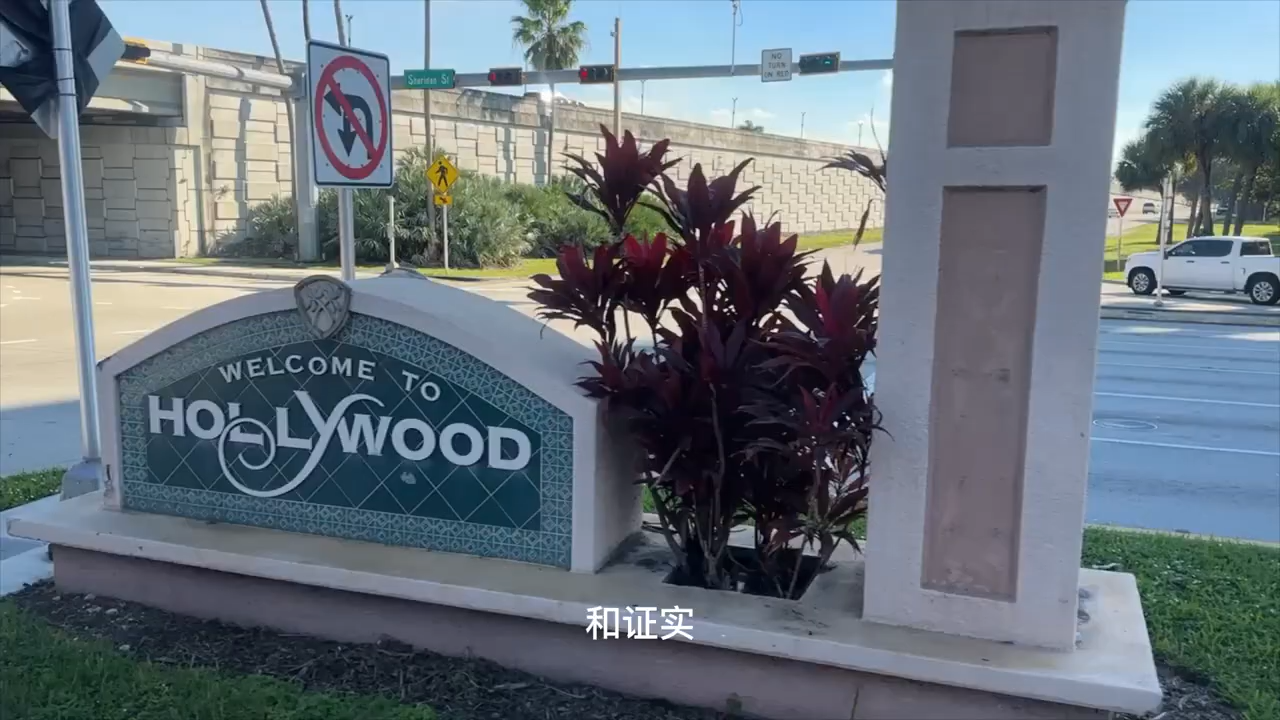 Sheridan St
NO
TURN
ON RED
WELCOME TO
HOLLYWOOD
和证实